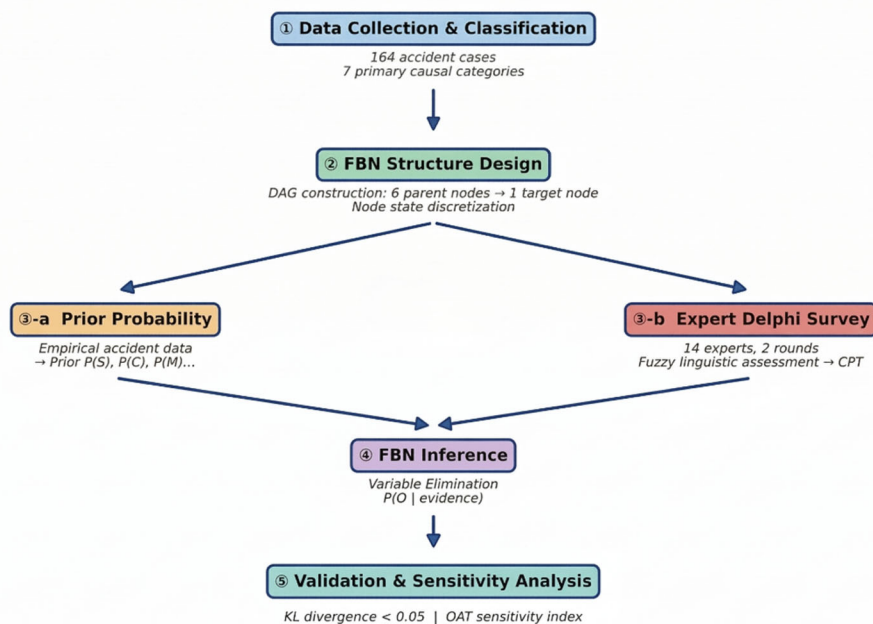 ① Data Collection & Classification
164 accident cases
7 primary causal categories
② FBN Structure Design
DAG construction: 6 parent nodes → 1 target node
Node state discretization
③-a Prior Probability
Empirical accident data
→ Prior P(S), P(C), P(M)...
③-b Expert Delphi Survey
14 experts, 2 rounds
Fuzzy linguistic assessment → CPT
④ FBN Inference
Variable Elimination
P(O | evidence)
⑤ Validation & Sensitivity Analysis
KL divergence < 0.05 | OAT sensitivity index